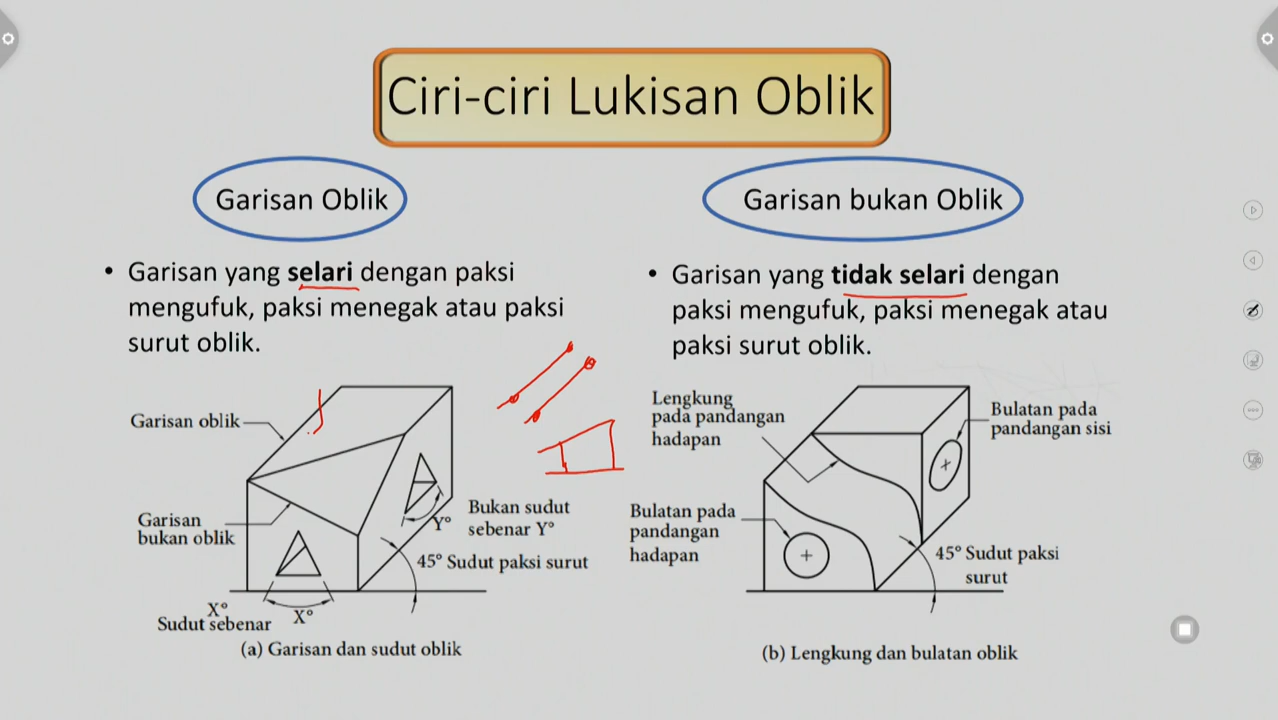 Ciri-ciri Lukisan Oblik
Garisan Oblik
• Garisan yang selari dengan paksi
mengufuk, paksi menegak atau paksi
surut oblik.
Garisan oblik
Garisan
bukan oblik
Bukan sudut
sebenar Y°
Y°
45° Sudut paksi surut
X°
Sudut sebenar
X°
(a) Garisan dan sudut oblik
Garisan bukan Oblik
• Garisan yang tidak selari dengan
paksi mengufuk, paksi menegak atau
paksi surut oblik.
Lengkung
pada pandangan
hadapan
Bulatan pada
pandangan sisi
Bulatan pada
pandangan
hadapan
45° Sudut paksi
surut
(b) Lengkung dan bulatan oblik